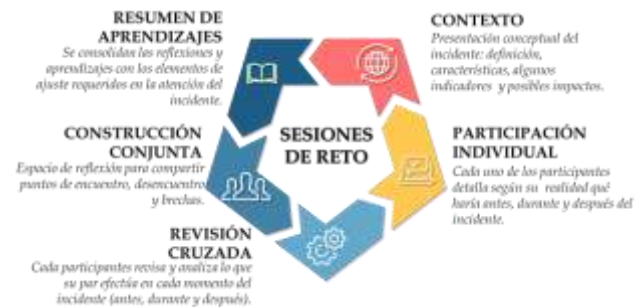 SESIONES
DE RETO
CONTEXTO
Presentación conceptual del
incidente: definición,
características, algunos
indicadores y posibles impactos.
PARTICIPACIÓN
INDIVIDUAL
Cada uno de los participantes
detalla según su realidad qué
haría antes, durante y después del
incidente.
REVISIÓN
CRUZADA
Cada participantes revisa y analiza lo que
su par efectúa en cada momento del
incidente (antes, durante y después).
CONSTRUCCIÓN
CONJUNTA
Espacio de reflexión para compartir
puntos de encuentro, desencuentro
y brechas.
RESUMEN DE
APRENDIZAJES
Se consolidan las reflexiones y
aprendizajes con los elementos de
ajuste requeridos en la atención del
incidente.